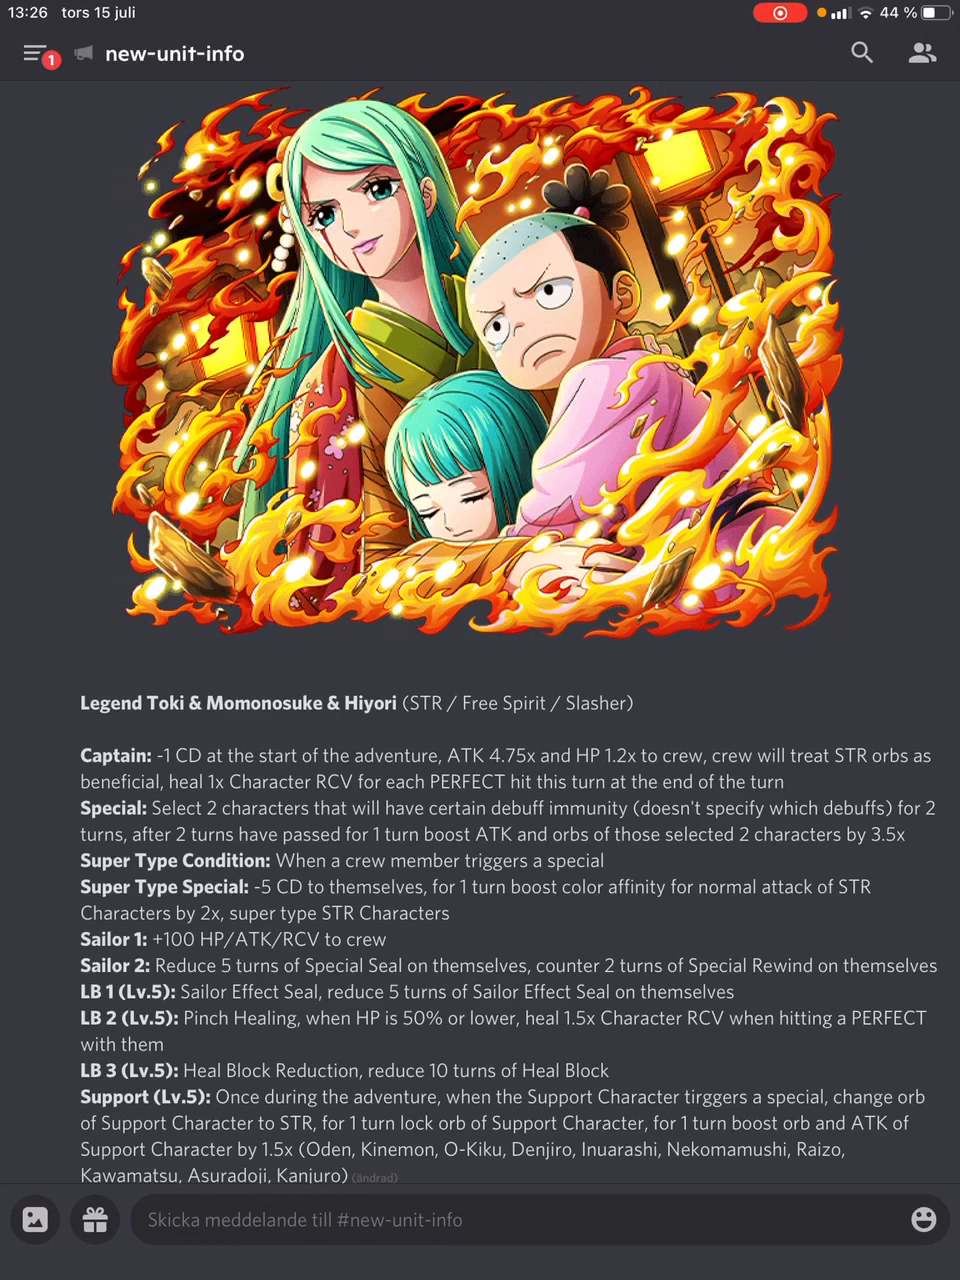 13:26 tors 15 juli
44 %
1
new-unit-info
Legend Toki & Momonosuke & Hiyori (STR / Free Spirit / Slasher)
Captain: -1 CD at the start of the adventure, ATK 4.75x and HP 1.2x to crew, crew will treat STR orbs as
beneficial, heal 1x Character RCV for each PERFECT hit this turn at the end of the turn
Special: Select 2 characters that will have certain debuff immunity (doesn't specify which debuffs) for 2
turns, after 2 turns have passed for 1 turn boost ATK and orbs of those selected 2 characters by 3.5x
Super Type Condition: When a crew member triggers a special
Super Type Special: -5 CD to themselves, for 1 turn boost color affinity for normal attack of STR
Characters by 2x, super type STR Characters
Sailor 1: +100 HP/ATK/RCV to crew
Sailor 2: Reduce 5 turns of Special Seal on themselves, counter 2 turns of Special Rewind on themselves
LB 1 (Lv.5): Sailor Effect Seal, reduce 5 turns of Sailor Effect Seal on themselves
LB 2 (Lv.5): Pinch Healing, when HP is 50% or lower, heal 1.5x Character RCV when hitting a PERFECT
with them
LB 3 (Lv.5): Heal Block Reduction, reduce 10 turns of Heal Block
Support (Lv.5): Once during the adventure, when the Support Character tirggers a special, change orb
of Support Character to STR, for 1 turn lock orb of Support Character, for 1 turn boost orb and ATK of
Support Character by 1.5x (Oden, Kinemon, O-Kiku, Denjiro, Inuarashi, Nekomamushi, Raizo,
Kawamatsu, Asuradoji, Kanjuro) (ändrad)
Skicka meddelande till #new-unit-info